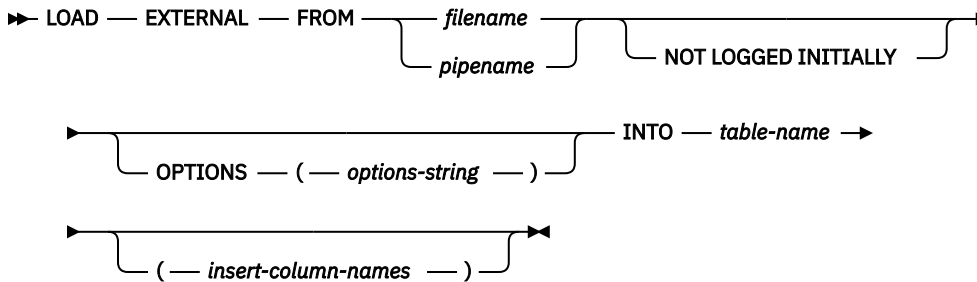 LOAD EXTERNAL FROM filename
pipename NOT LOGGED INITIALLY
INTO table-name
OPTIONS ( options-string )
( insert-column-names )